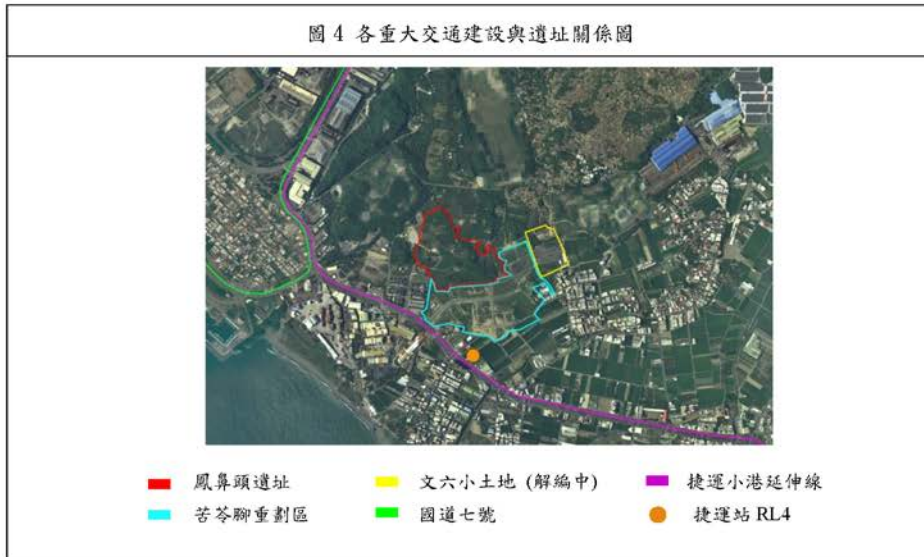 圖4 各重大交通建設與遺址關係圖
鳳鼻頭遺址
文六小土地 (解編中)
捷運小港延伸線
苦苓腳重劃區
國道七號
捷運站 RL4